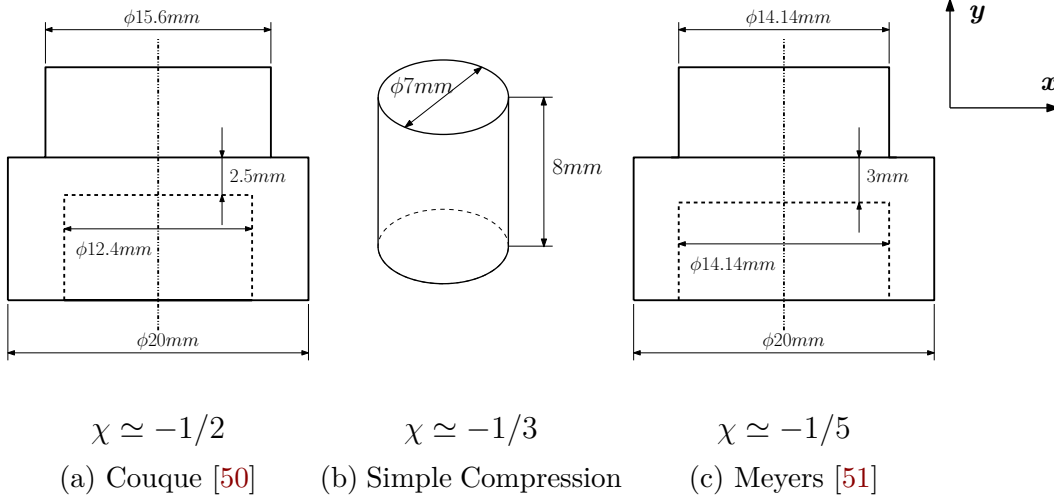 ϕ15.6mm
2.5mm
ϕ12.4mm
ϕ20mm
χ ≃ −1/2
(a) Couque [50]
ϕ7mm
8mm
χ ≃ −1/3
(b) Simple Compression
ϕ14.14mm
3mm
ϕ14.14mm
ϕ20mm
χ ≃ −1/5
(c) Meyers [51]
y
x